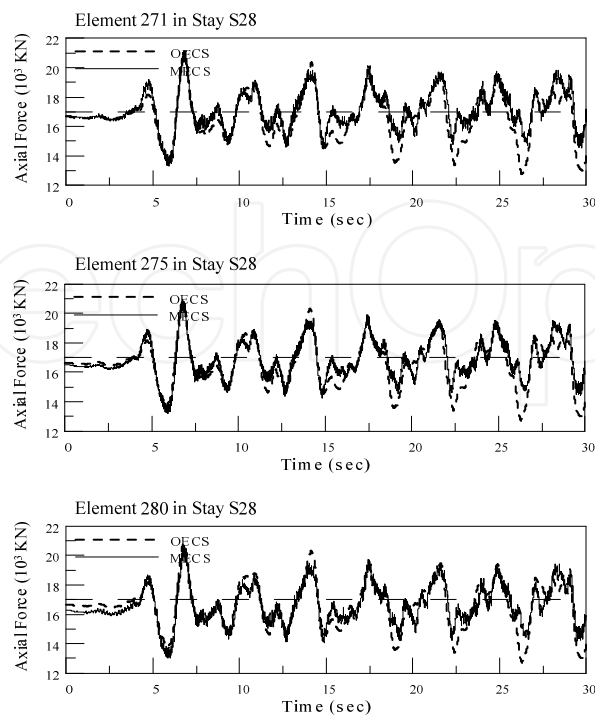 Element 271 in Stay S28
Axial Force (10³ KN)
22
20
18
16
14
12
OECS
MECS
0 5 10 15 20 25 30
Time (sec)
Element 275 in Stay S28
Axial Force (10³ KN)
22
20
18
16
14
12
OECS
MECS
0 5 10 15 20 25 30
Time (sec)
Element 280 in Stay S28
Axial Force (10³ KN)
22
20
18
16
14
12
OECS
MECS
0 5 10 15 20 25 30
Time (sec)
echOp